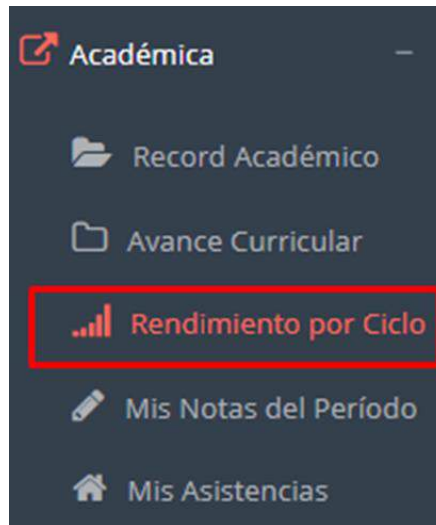 Académica
Record Académico
Avance Curricular
Rendimiento por Ciclo
Mis Notas del Período
Mis Asistencias